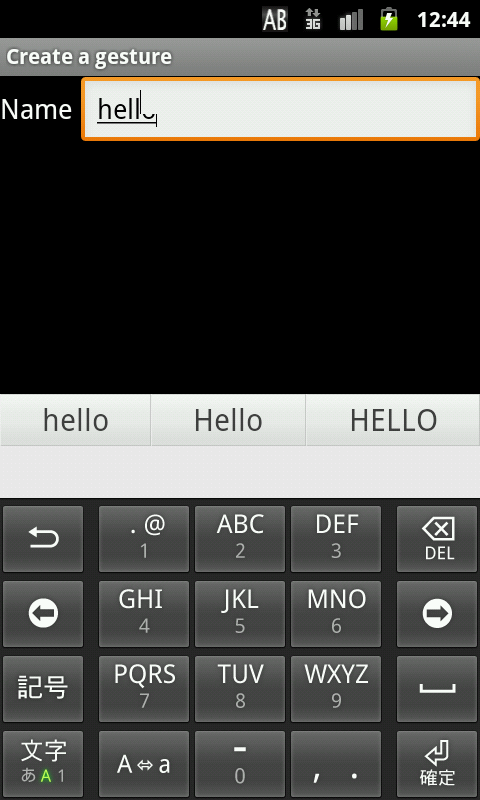 AB 3G 12:44
Create a gesture
Name hello
hello Hello HELLO
. @ ABC DEF
1 2 3 DEL
GHI JKL MNO
4 5 6
記号 PQRS TUV WXYZ
7 8 9
文字 A⇔a - , .
あ A 1 0 確定